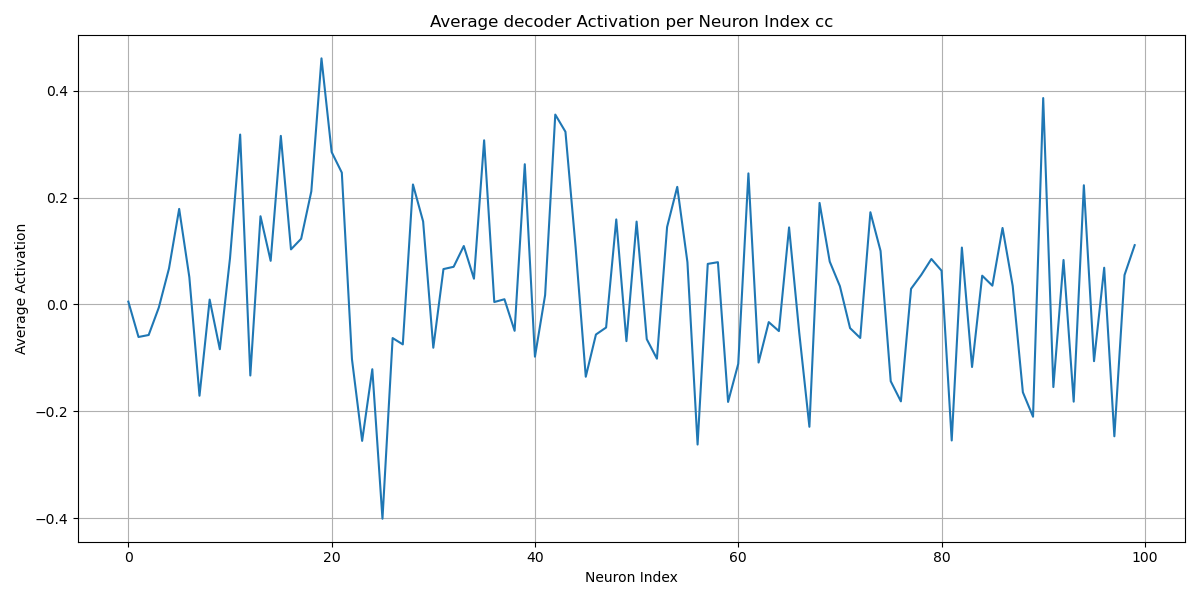 Average decoder Activation per Neuron Index cc
Average Activation
0.4
0.2
0.0
−0.2
−0.4
0 20 40 60 80 100
Neuron Index